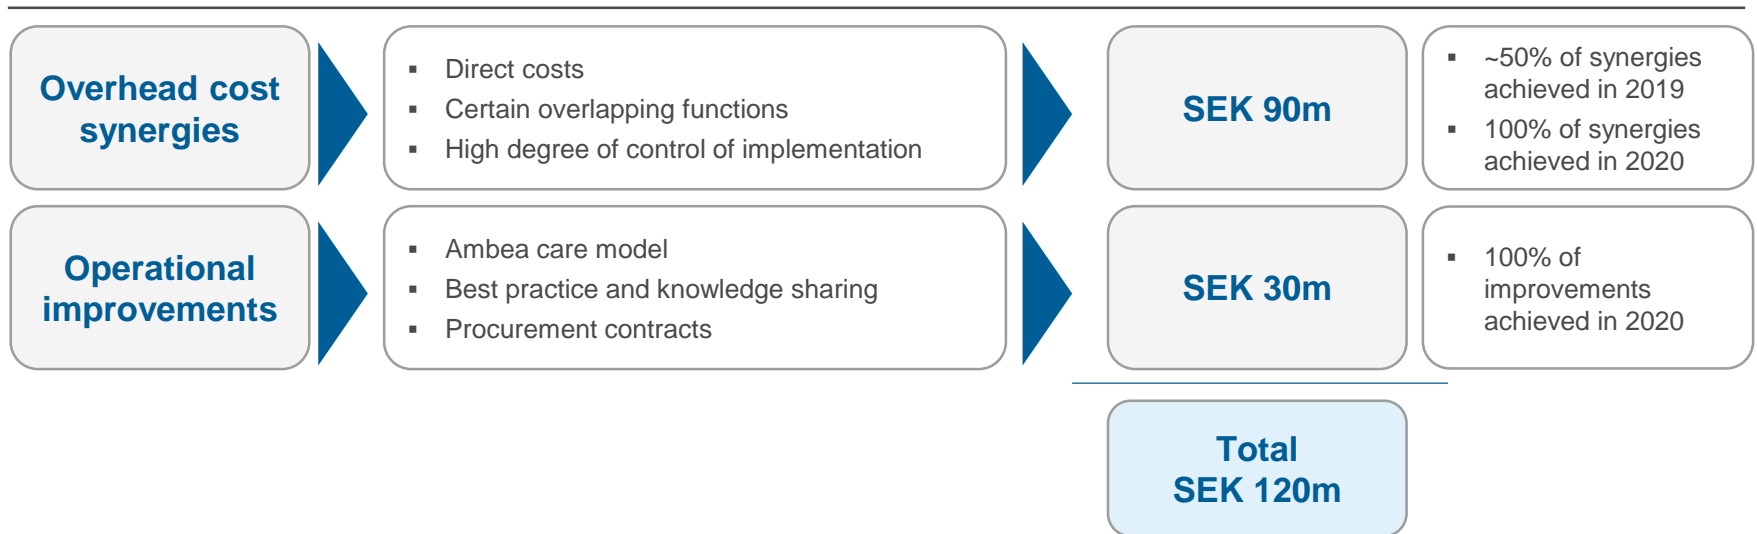 Overhead cost
synergies
▪ Direct costs
▪ Certain overlapping functions
▪ High degree of control of implementation
SEK 90m
▪ ~50% of synergies
achieved in 2019
▪ 100% of synergies
achieved in 2020
Operational
improvements
▪ Ambea care model
▪ Best practice and knowledge sharing
▪ Procurement contracts
SEK 30m
▪ 100% of
improvements
achieved in 2020
Total
SEK 120m